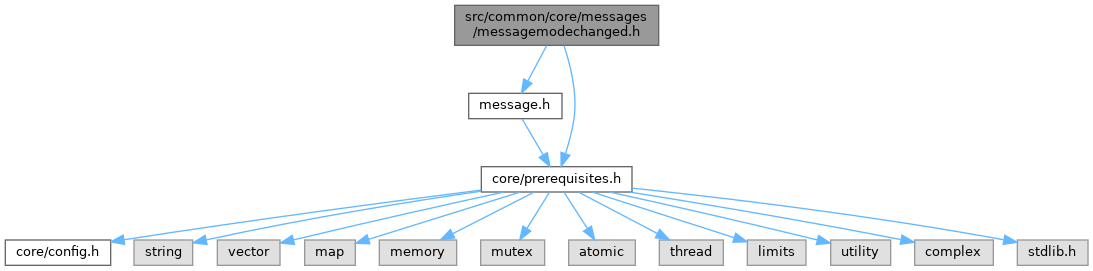 src/common/core/messages
/messagemodechanged.h
message.h
core/prerequisites.h
core/config.h
string
vector
map
memory
mutex
atomic
thread
limits
utility
complex
stdlib.h